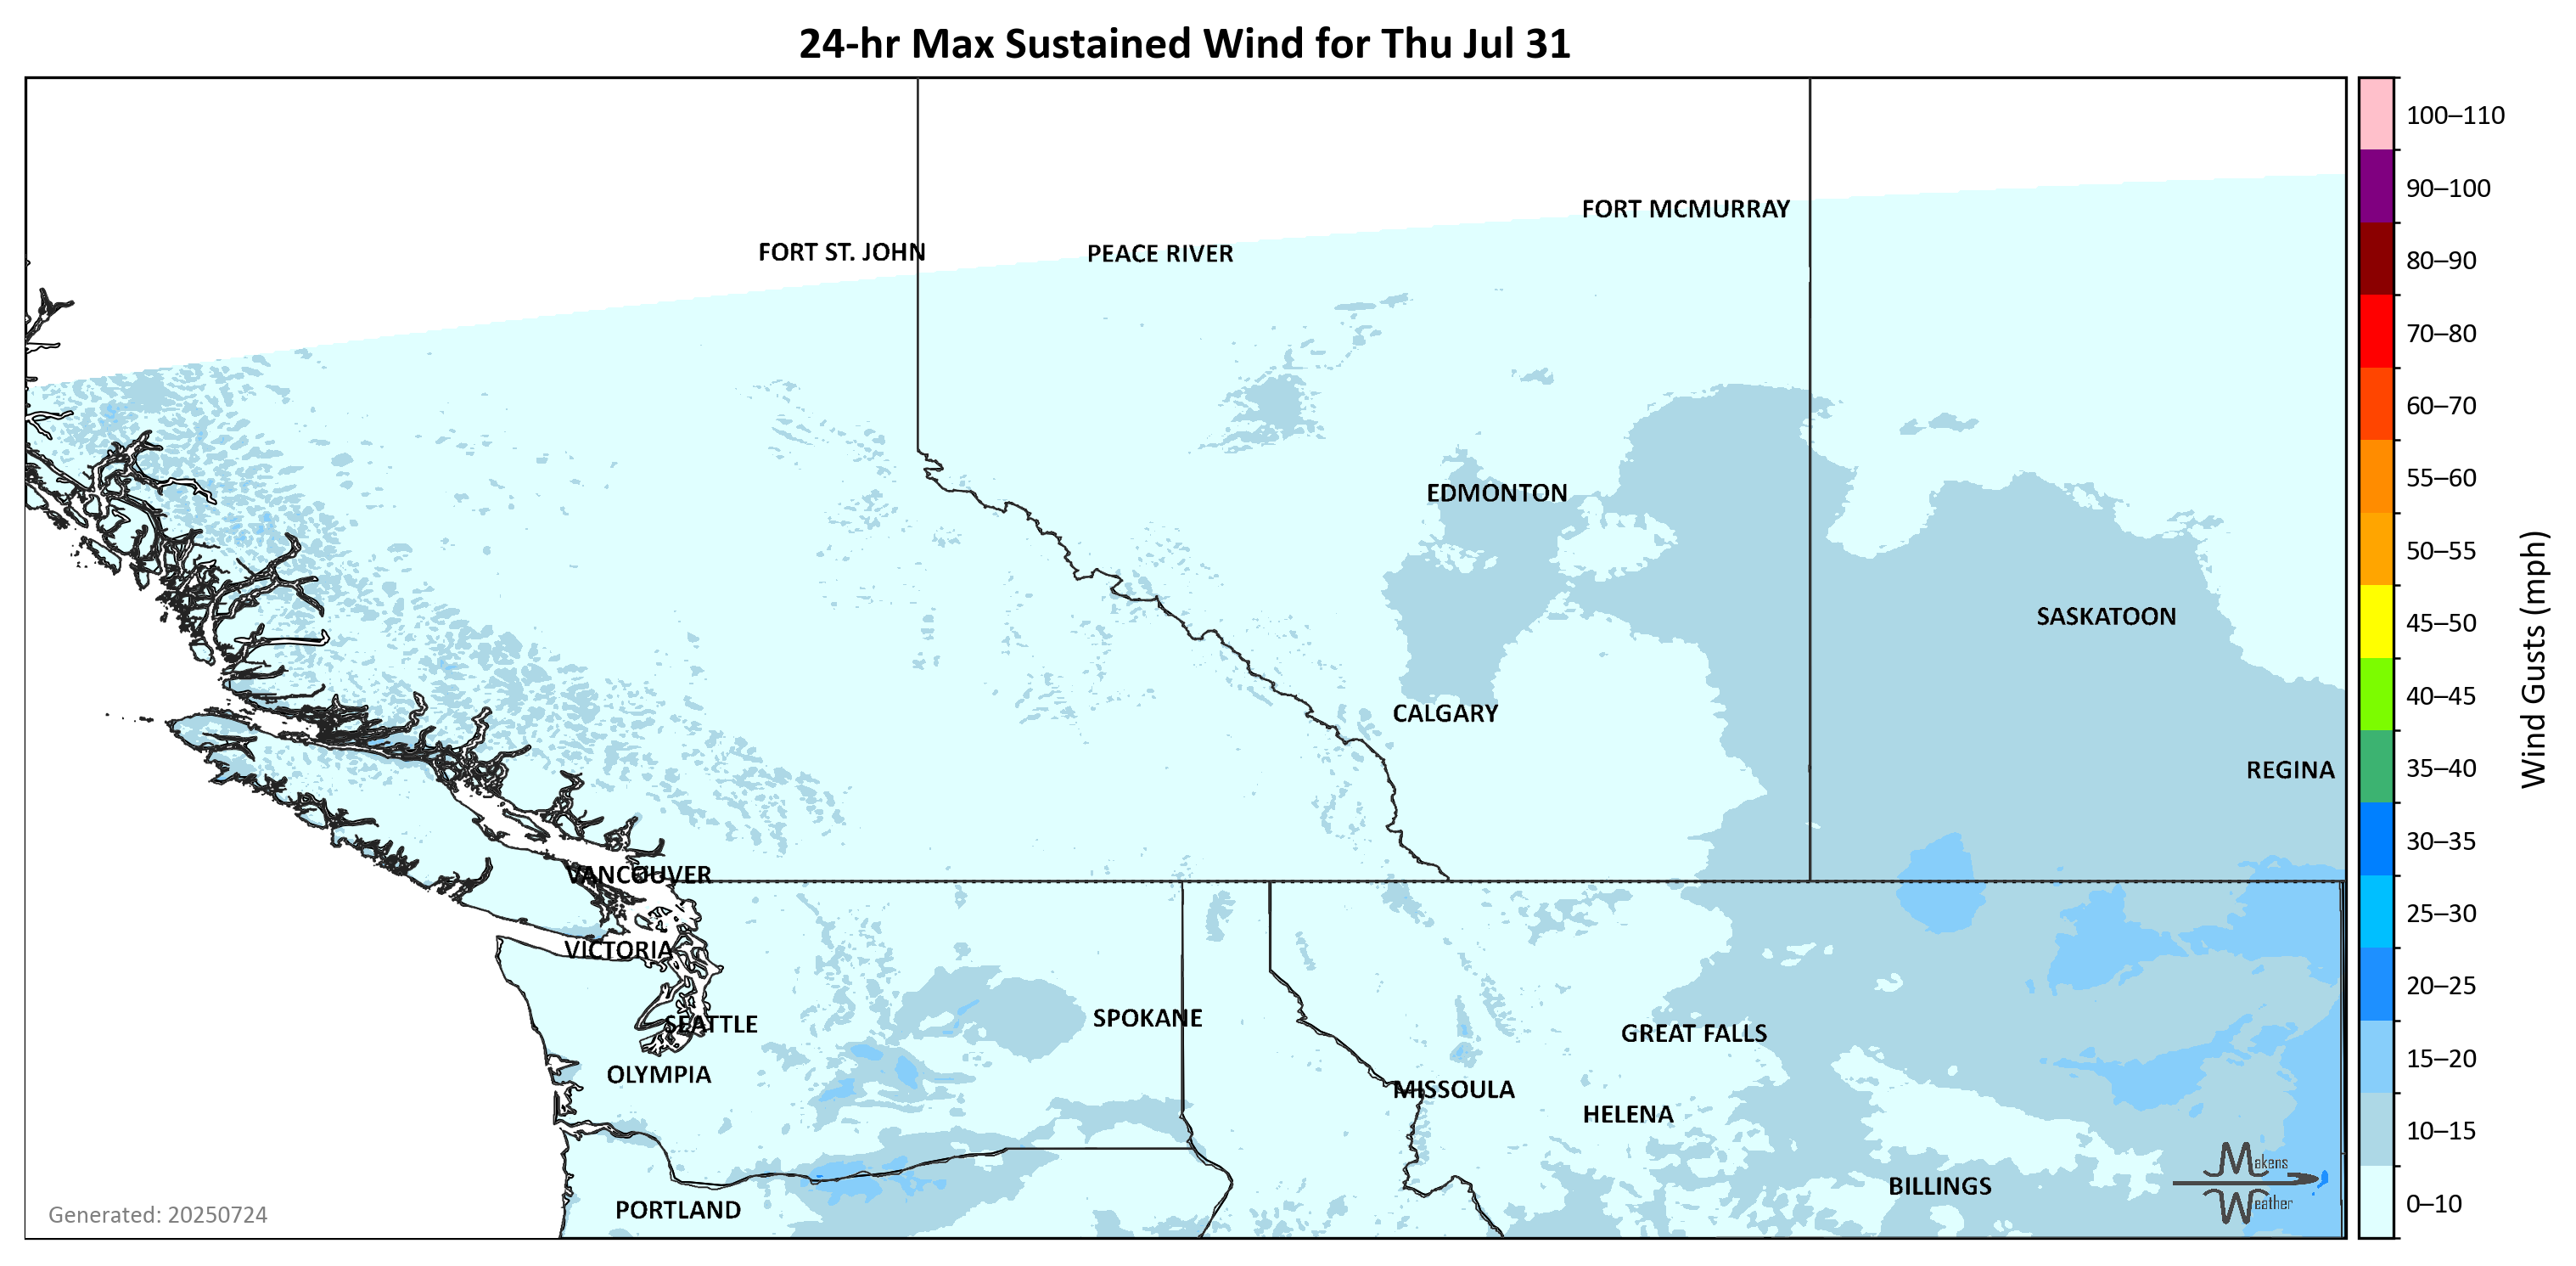 24-hr Max Sustained Wind for Thu Jul 31
FORT MCMURRAY
FORT ST. JOHN
PEACE RIVER
EDMONTON
SASKATOON
CALGARY
REGINA
VANCOUVER
VICTORIA
SPOKANE
SEATTLE
GREAT FALLS
OLYMPIA
MISSOULA
HELENA
BILLINGS
PORTLAND
Makens
Weather
Generated: 20250724
100–110
90–100
80–90
70–80
60–70
55–60
50–55
45–50
40–45
35–40
30–35
25–30
20–25
15–20
10–15
0–10
Wind Gusts (mph)